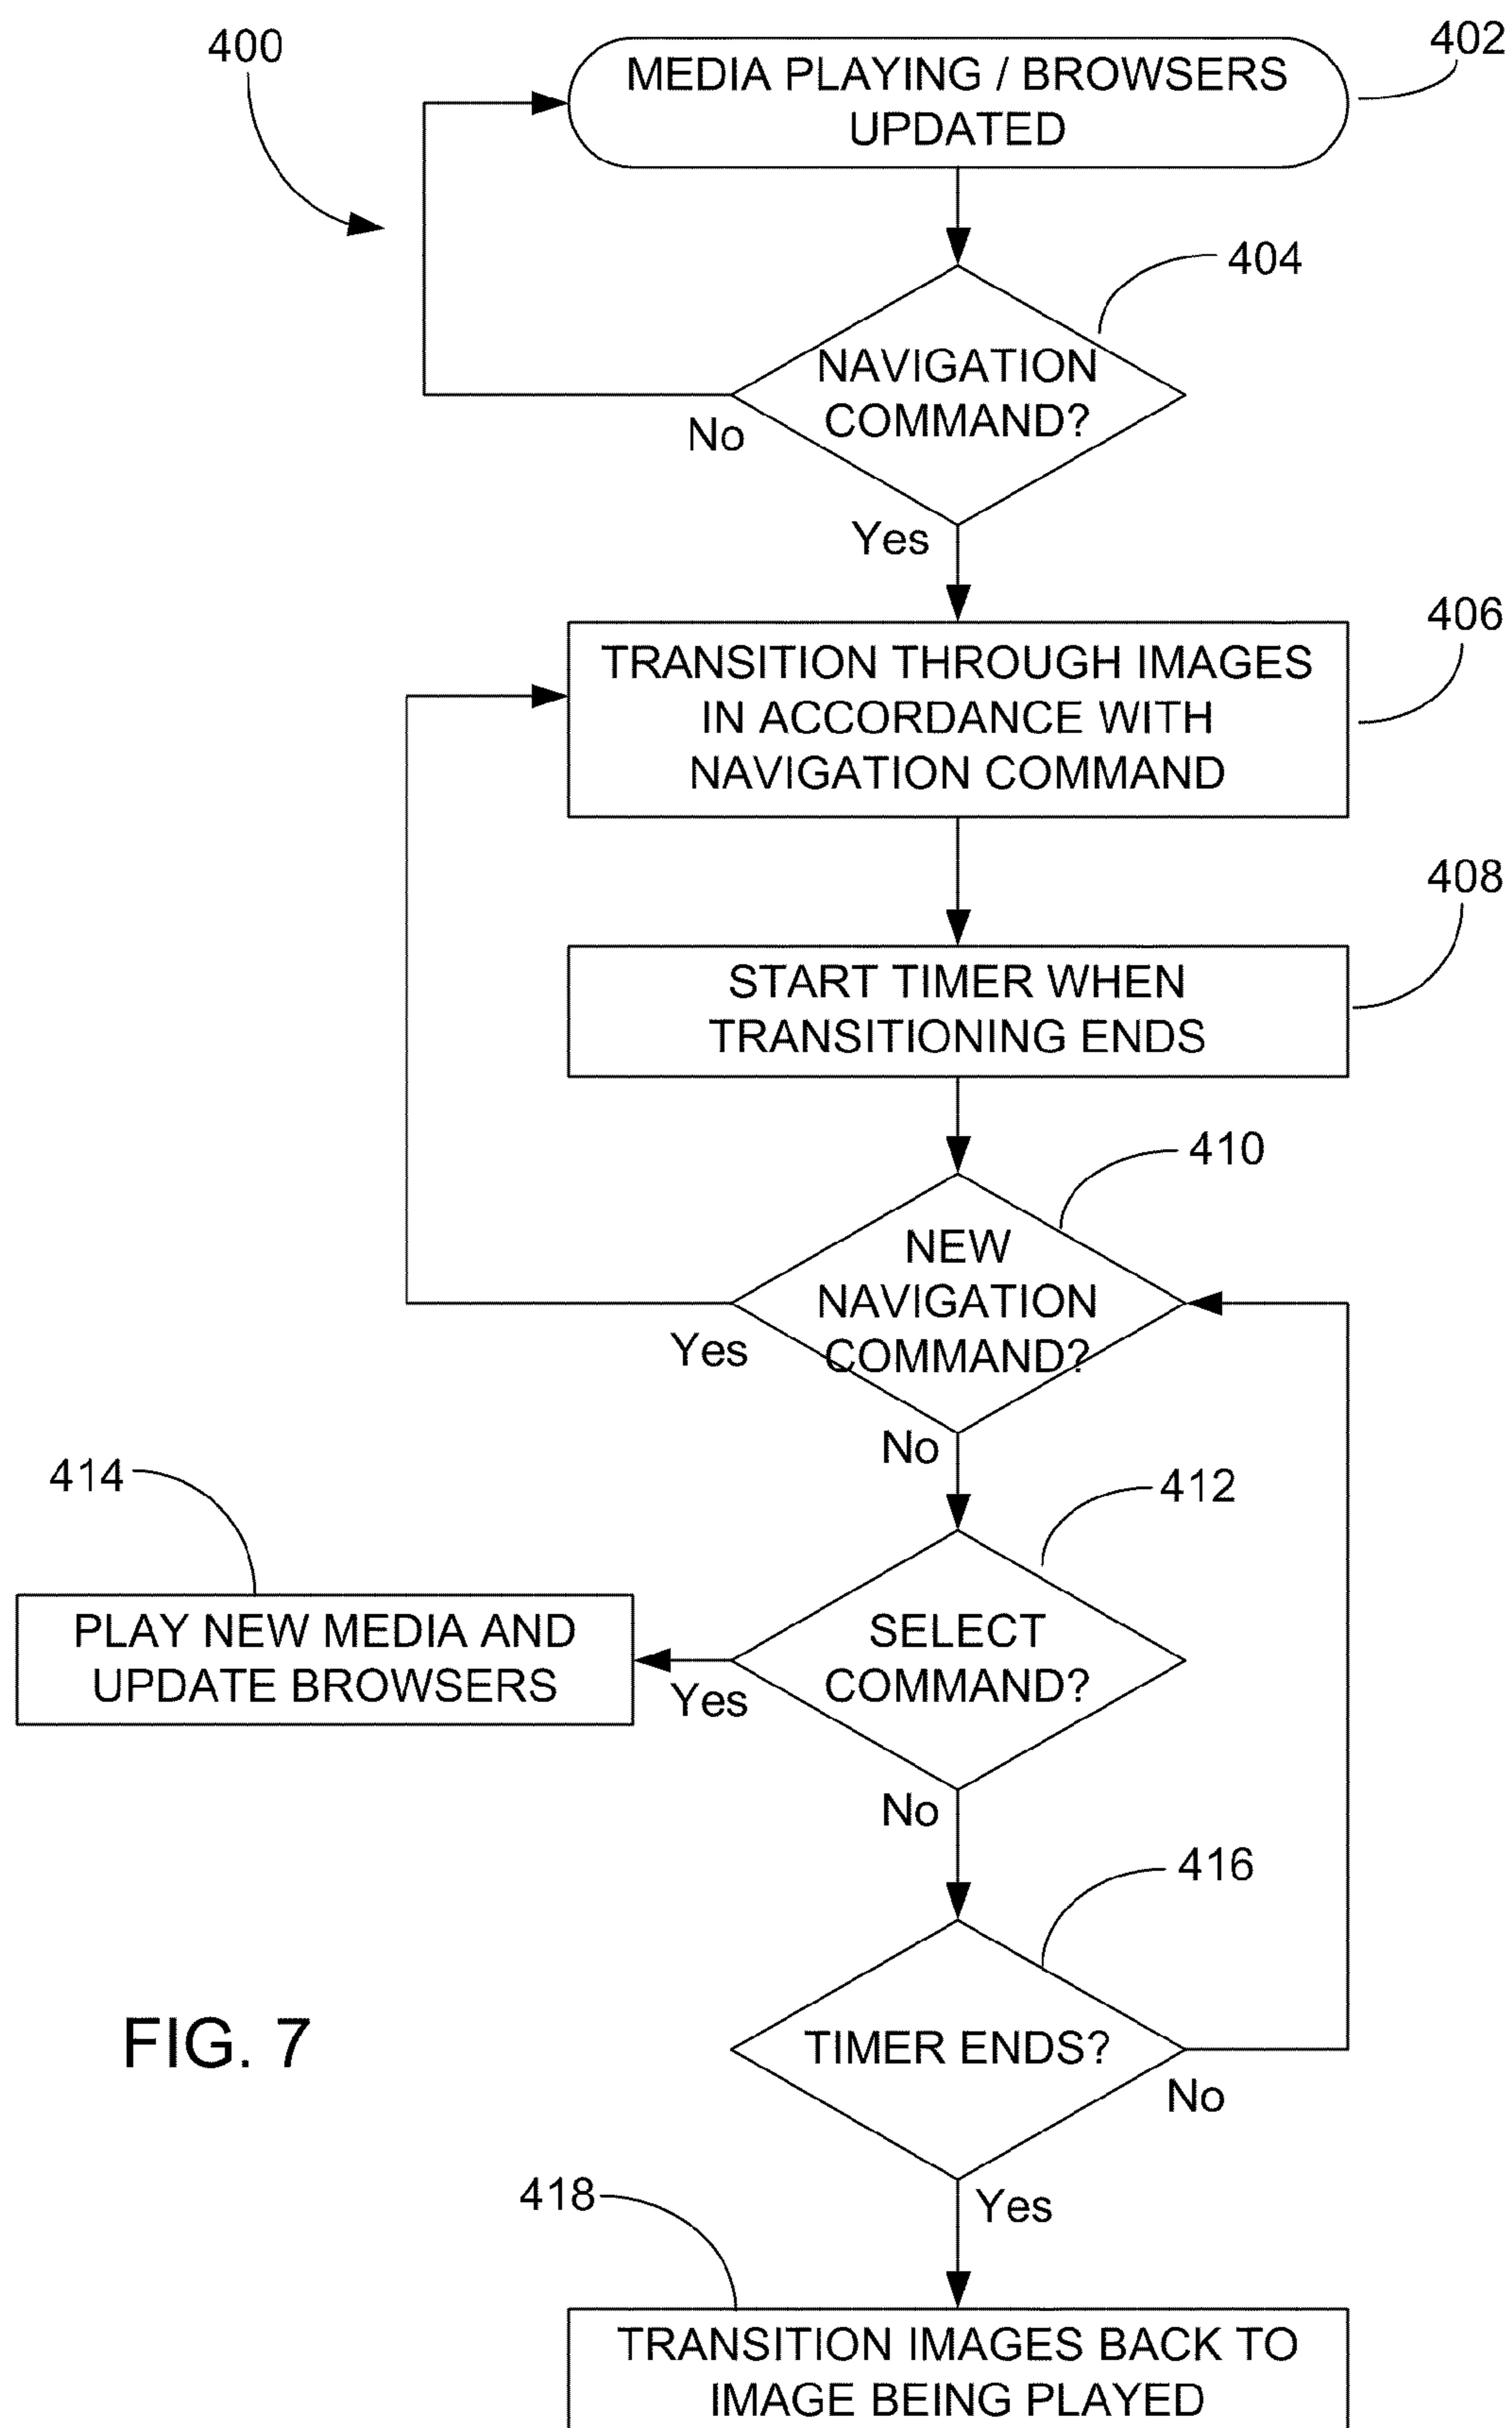 400
402
MEDIA PLAYING / BROWSERS
UPDATED
404
NAVIGATION
COMMAND?
No
Yes
406
TRANSITION THROUGH IMAGES
IN ACCORDANCE WITH
NAVIGATION COMMAND
408
START TIMER WHEN
TRANSITIONING ENDS
410
NEW
NAVIGATION
COMMAND?
Yes
No
412
414
SELECT
COMMAND?
PLAY NEW MEDIA AND
UPDATE BROWSERS
Yes
No
416
TIMER ENDS?
No
FIG. 7
Yes
418
TRANSITION IMAGES BACK TO
IMAGE BEING PLAYED